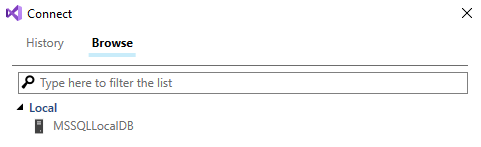 Connect
History
Browse
Type here to filter the list
Local
MSSQLLocalDB